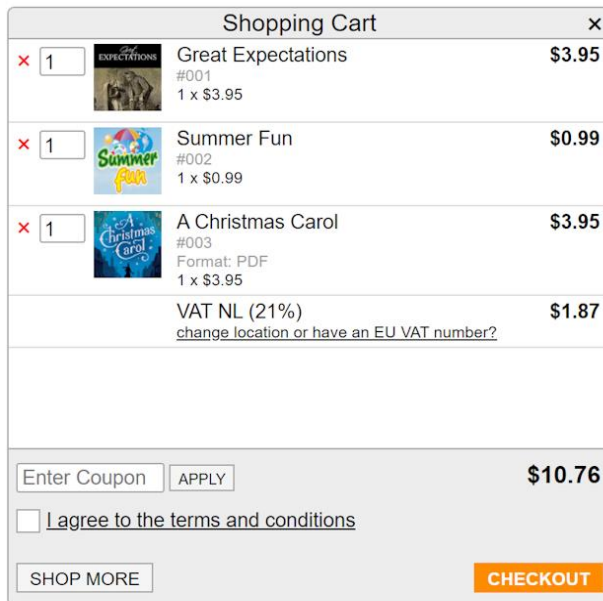 Shopping Cart ×
× 1 Great EXPECTATIONS Great Expectations $3.95
#001
1 x $3.95
× 1 Summer Fun Summer Fun $0.99
#002
1 x $0.99
× 1 A Christmas Carol A Christmas Carol $3.95
#003
Format: PDF
1 x $3.95
VAT NL (21%) $1.87
change location or have an EU VAT number?
Enter Coupon APPLY $10.76
I agree to the terms and conditions
SHOP MORE CHECKOUT